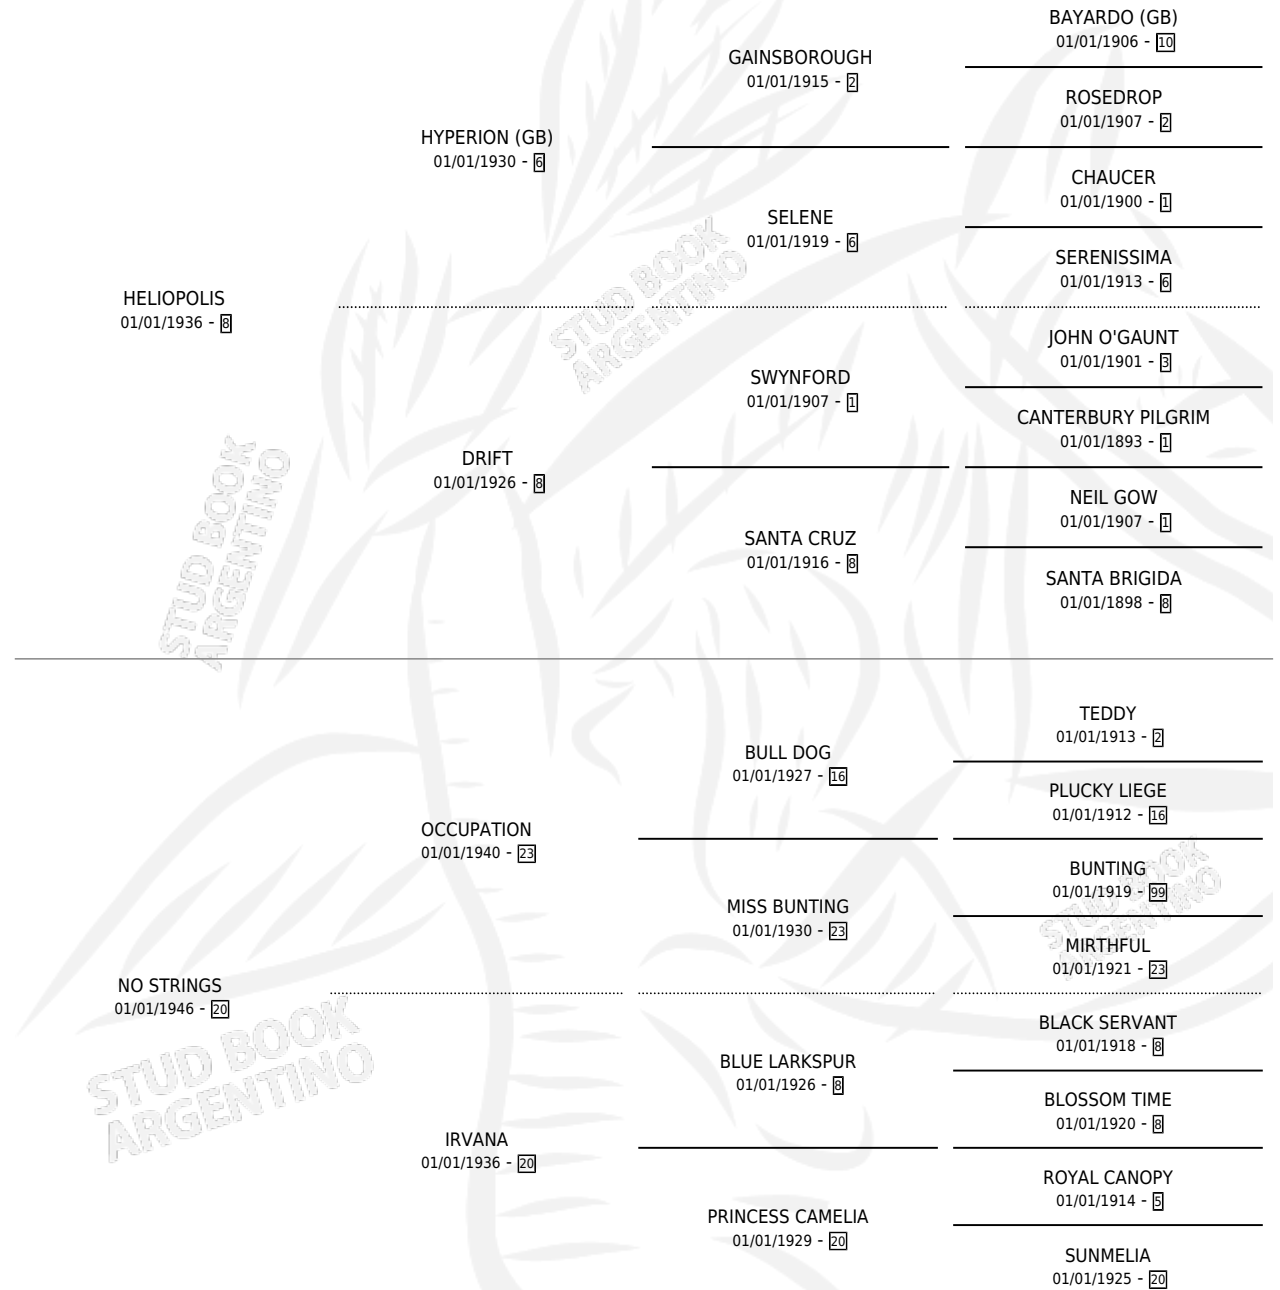 BAYARDO (GB)
01/01/1906 - 10
GAINSBOROUGH
01/01/1915 - 2
ROSEDROP
01/01/1907 - 2
HYPERION (GB)
01/01/1930 - 6
CHAUCER
01/01/1900 - 1
SELENE
01/01/1919 - 6
SERENISSIMA
01/01/1913 - 6
HELIOPOLIS
01/01/1936 - 8
STUD BOOK
ARGENTINO
JOHN O'GAUNT
01/01/1901 - 3
SWYNFORD
01/01/1907 - 1
CANTERBURY PILGRIM
01/01/1893 - 1
DRIFT
01/01/1926 - 8
NEIL GOW
01/01/1907 - 1
SANTA CRUZ
01/01/1916 - 8
SANTA BRIGIDA
01/01/1898 - 8
STUD BOOK
ARGENTINO
TEDDY
01/01/1913 - 2
BULL DOG
01/01/1927 - 16
PLUCKY LIEGE
01/01/1912 - 16
OCCUPATION
01/01/1940 - 23
BUNTING
01/01/1919 - 99
MISS BUNTING
01/01/1930 - 23
STUD BOOK
ARGENTINO
MIRTHFUL
01/01/1921 - 23
NO STRINGS
01/01/1946 - 20
STUD BOOK
ARGENTINO
BLACK SERVANT
01/01/1918 - 8
BLUE LARKSPUR
01/01/1926 - 8
BLOSSOM TIME
01/01/1920 - 8
IRVANA
01/01/1936 - 20
ROYAL CANOPY
01/01/1914 - 5
PRINCESS CAMELIA
01/01/1929 - 20
SUNMELIA
01/01/1925 - 20